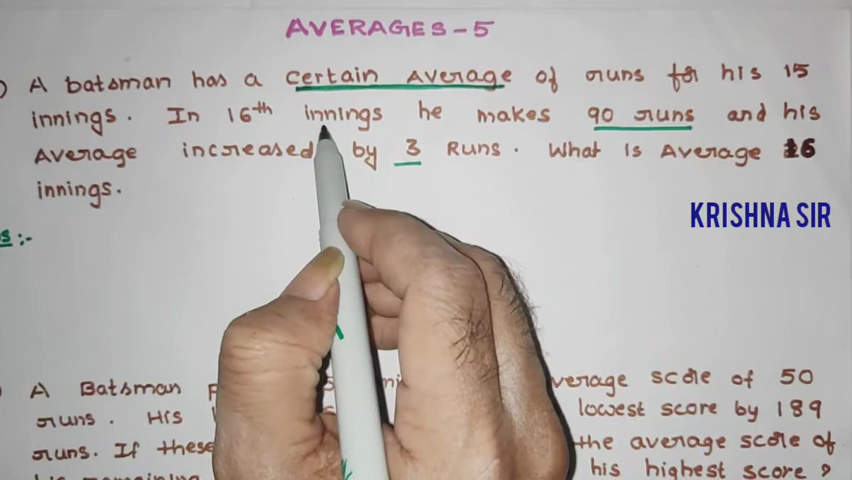 AVERAGES-5
) A batsman has a certain average of runs for his 15
innings. In 16th innings he makes 90 runs and his
Average increased by 3 Runs. What is Average 16
innings.
KRISHNA SIR
s :-
) A Batsman verage score of 50
runs. His lowest score by 189
runs. If these the average score of
his highest score ?